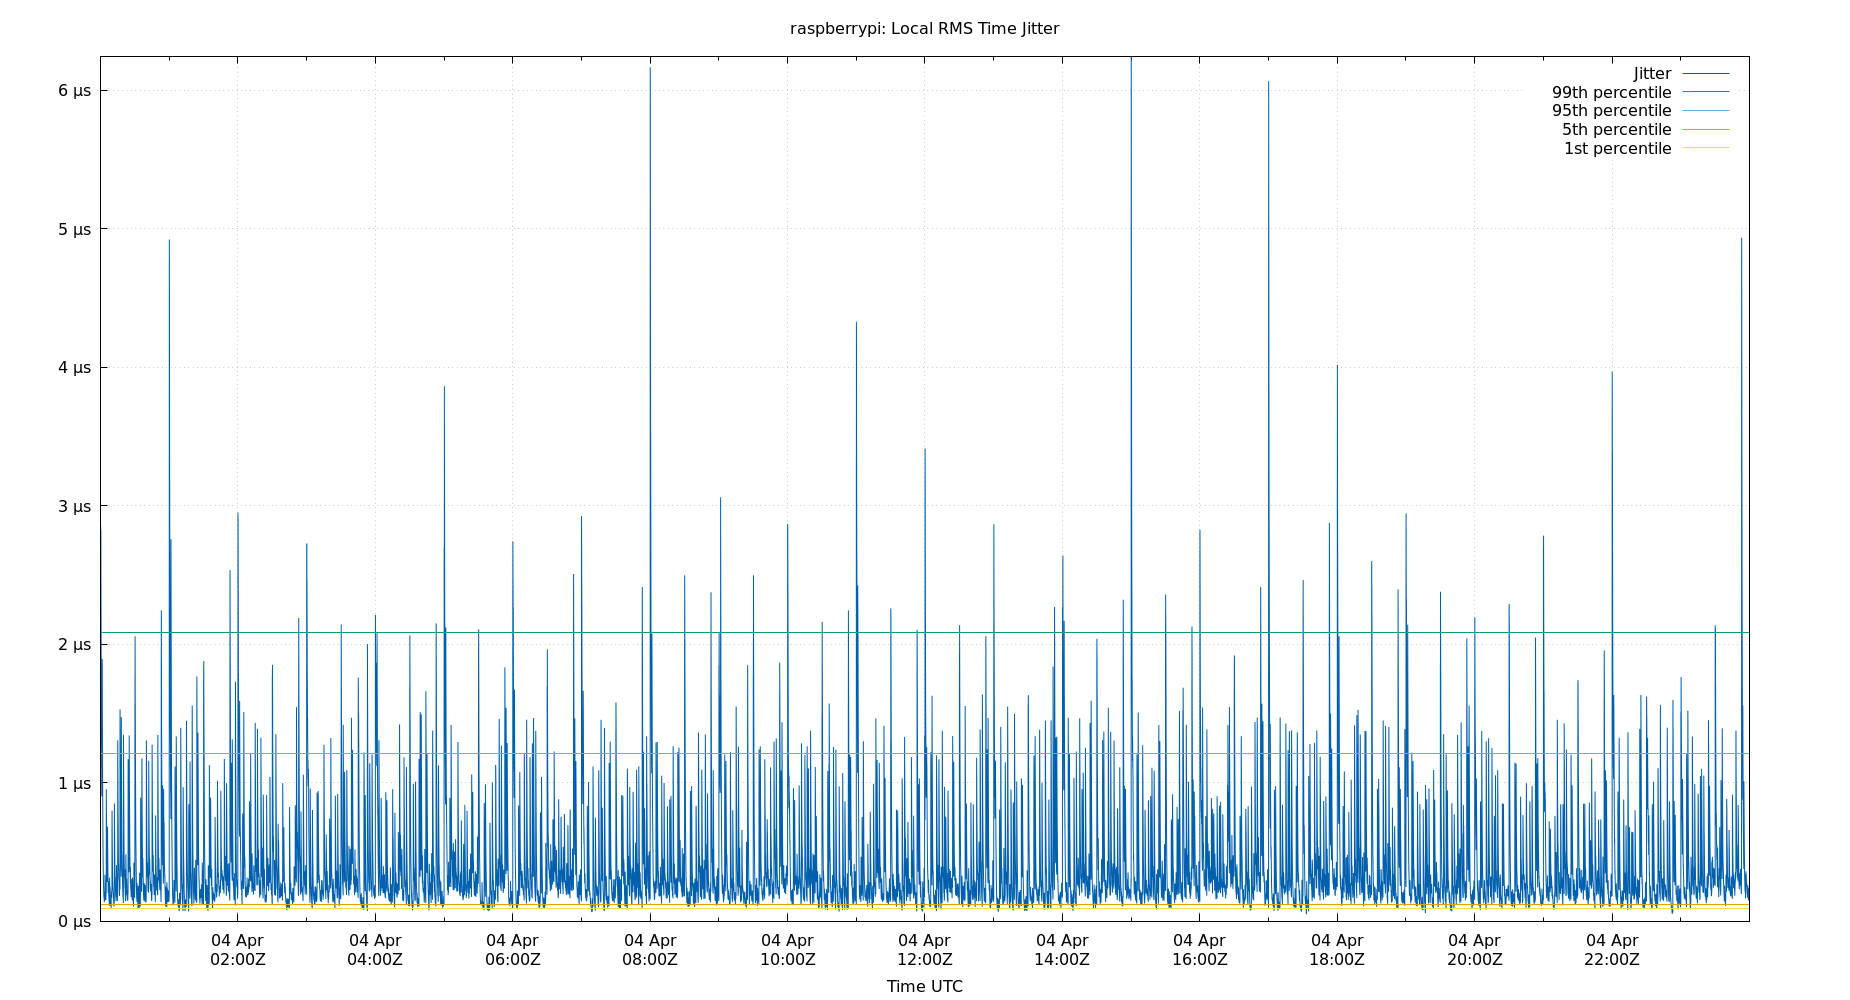 raspberrypi: Local RMS Time Jitter
Jitter
99th percentile
95th percentile
5th percentile
1st percentile
6 µs
5 µs
4 µs
3 µs
2 µs
1 µs
0 µs
04 Apr 04 Apr 04 Apr 04 Apr 04 Apr 04 Apr 04 Apr 04 Apr 04 Apr 04 Apr 04 Apr
02:00Z 04:00Z 06:00Z 08:00Z 10:00Z 12:00Z 14:00Z 16:00Z 18:00Z 20:00Z 22:00Z
Time UTC